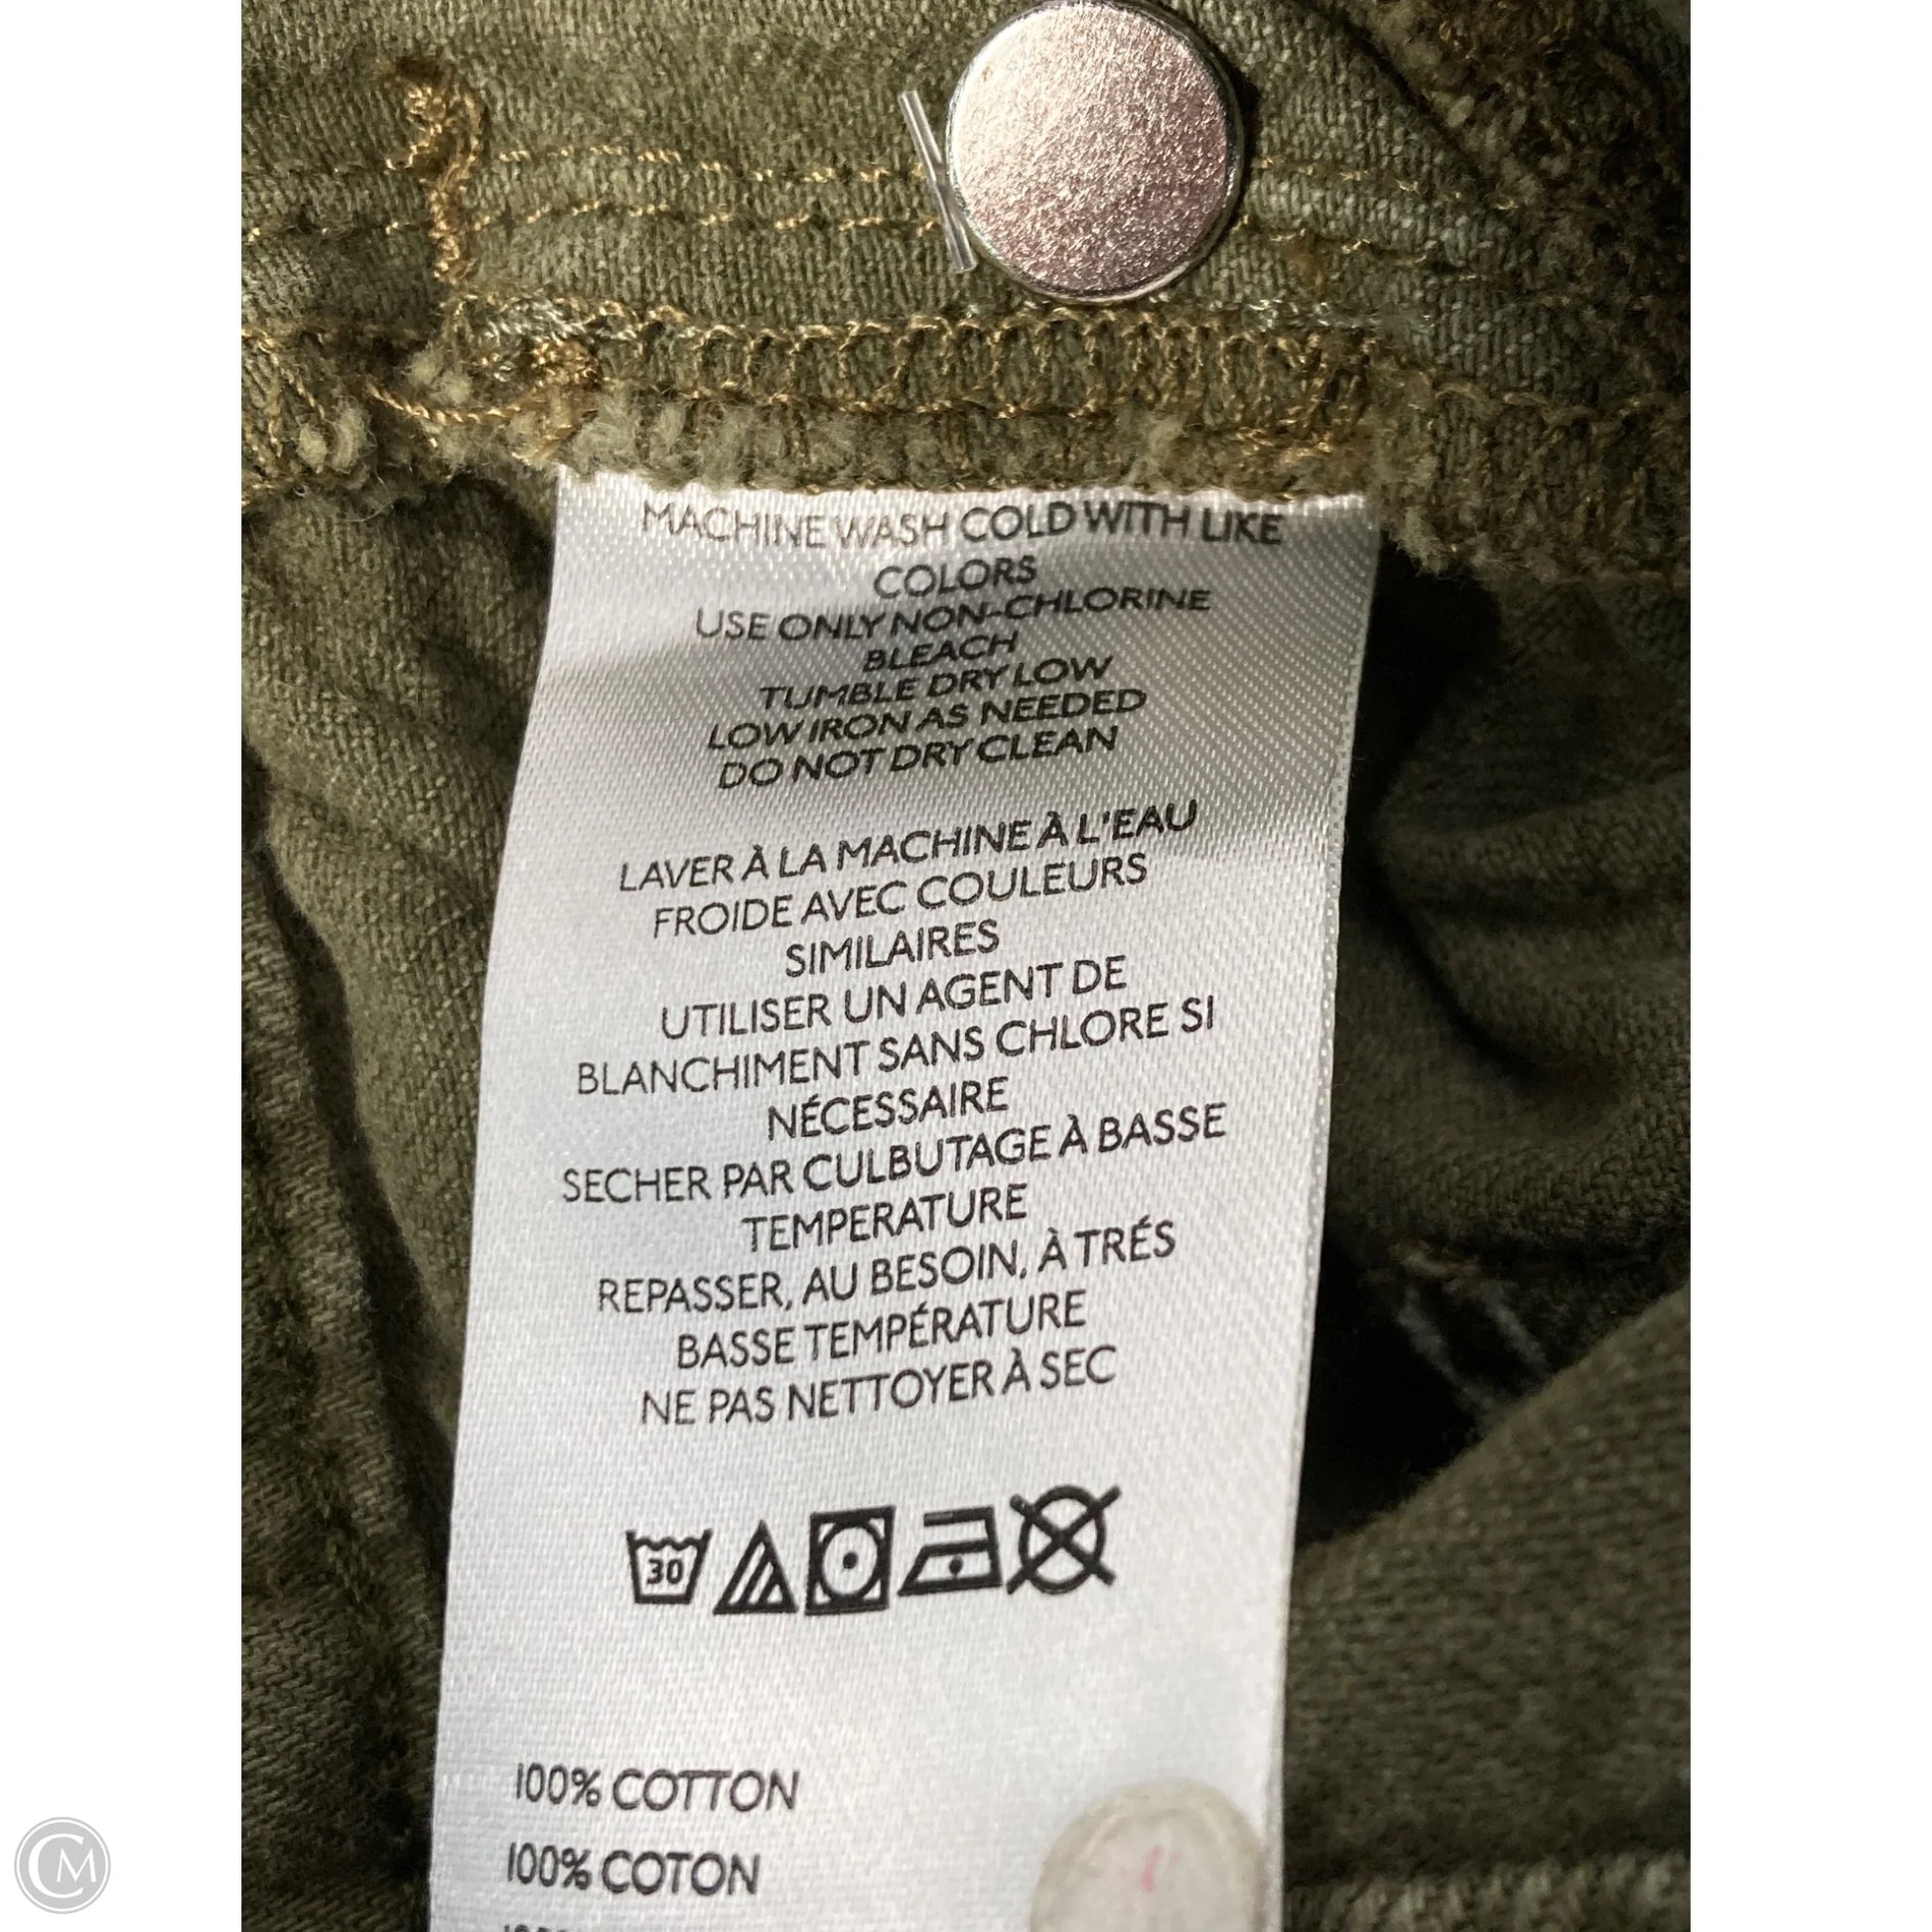 MACHINE WASH COLD WITH LIKE
COLORS
USE ONLY NON-CHLORINE
BLEACH
TUMBLE DRY LOW
LOW IRON AS NEEDED
DO NOT DRY CLEAN
LAVER À LA MACHINE À L'EAU
FROIDE AVEC COULEURS
SIMILAIRES
UTILISER UN AGENT DE
BLANCHIMENT SANS CHLORE SI
NÉCESSAIRE
SECHER PAR CULBUTAGE À BASSE
TEMPERATURE
REPASSER, AU BESOIN, À TRÉS
BASSE TEMPÉRATURE
NE PAS NETTOYER À SEC
30
100% COTTON
100% COTON
CM